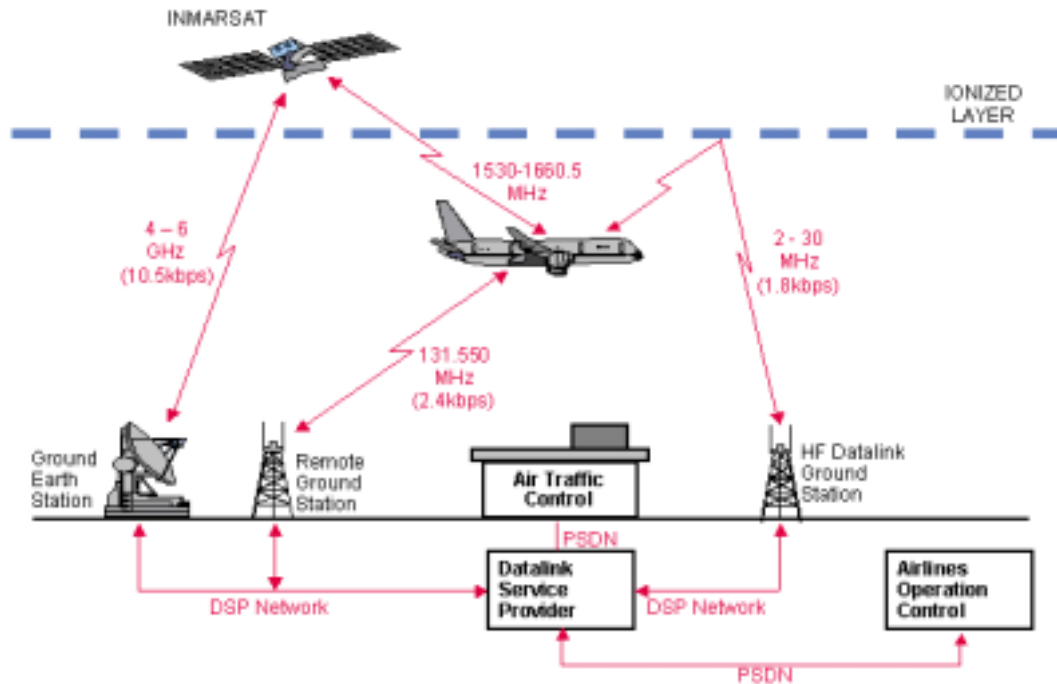 INMARSAT
IONIZED
LAYER
1530-1660.5
MHz
4 – 6
GHz
(10.5kbps)
2 - 30
MHz
(1.8kbps)
131.550
MHz
(2.4kbps)
Ground
Earth
Station
Remote
Ground
Station
Air Traffic
Control
HF Datalink
Ground
Station
PSDN
Datalink
Service
Provider
Airlines
Operation
Control
DSP Network
DSP Network
PSDN